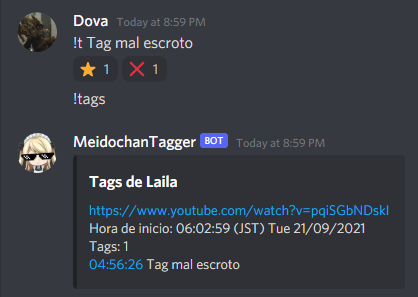 Dova Today at 8:59 PM
!t Tag mal escroto
1 1
!tags
MeidochanTagger BOT Today at 8:59 PM
Tags de Laila
https://www.youtube.com/watch?v=pqiSGbNDskI
Hora de inicio: 06:02:59 (JST) Tue 21/09/2021
Tags: 1
04:56:26 Tag mal escroto